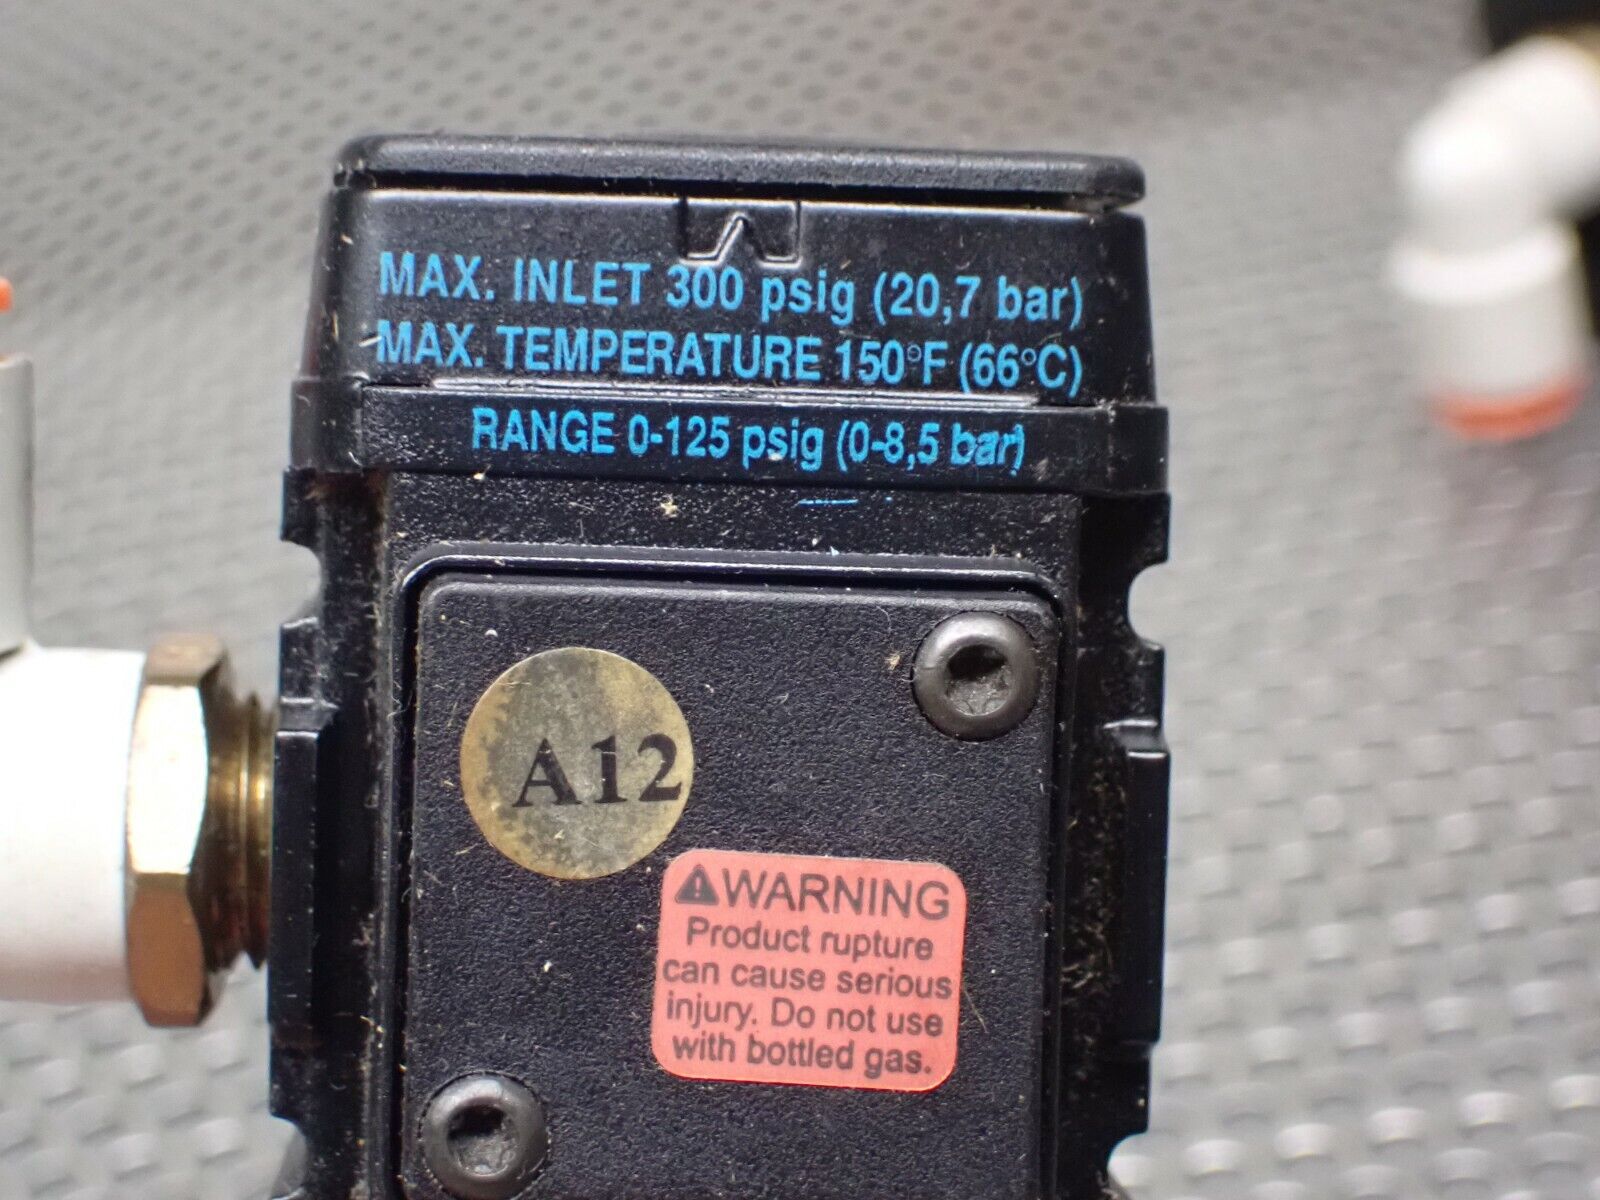 MAX. INLET 300 psig (20,7 bar)
MAX. TEMPERATURE 150°F (66°C)
RANGE 0-125 psig (0-8,5 bar)
A12
⚠WARNING
Product rupture
can cause serious
injury. Do not use
with bottled gas.